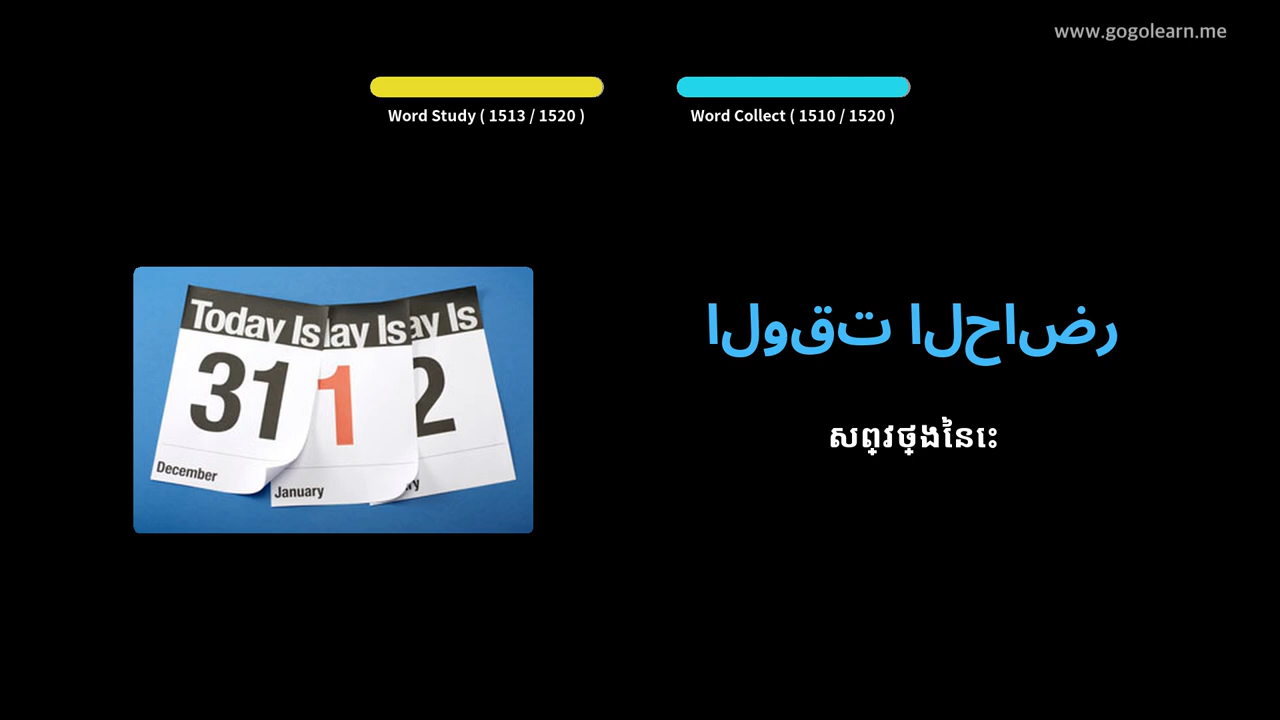 www.gogolearn.me
Word Study ( 1513 / 1520 )
Word Collect ( 1510 / 1520 )
Today Is
ay Is
ay Is
31
1
2
December
January
ry
الوقت الحاضر
សព្វថ្ងៃនេះ